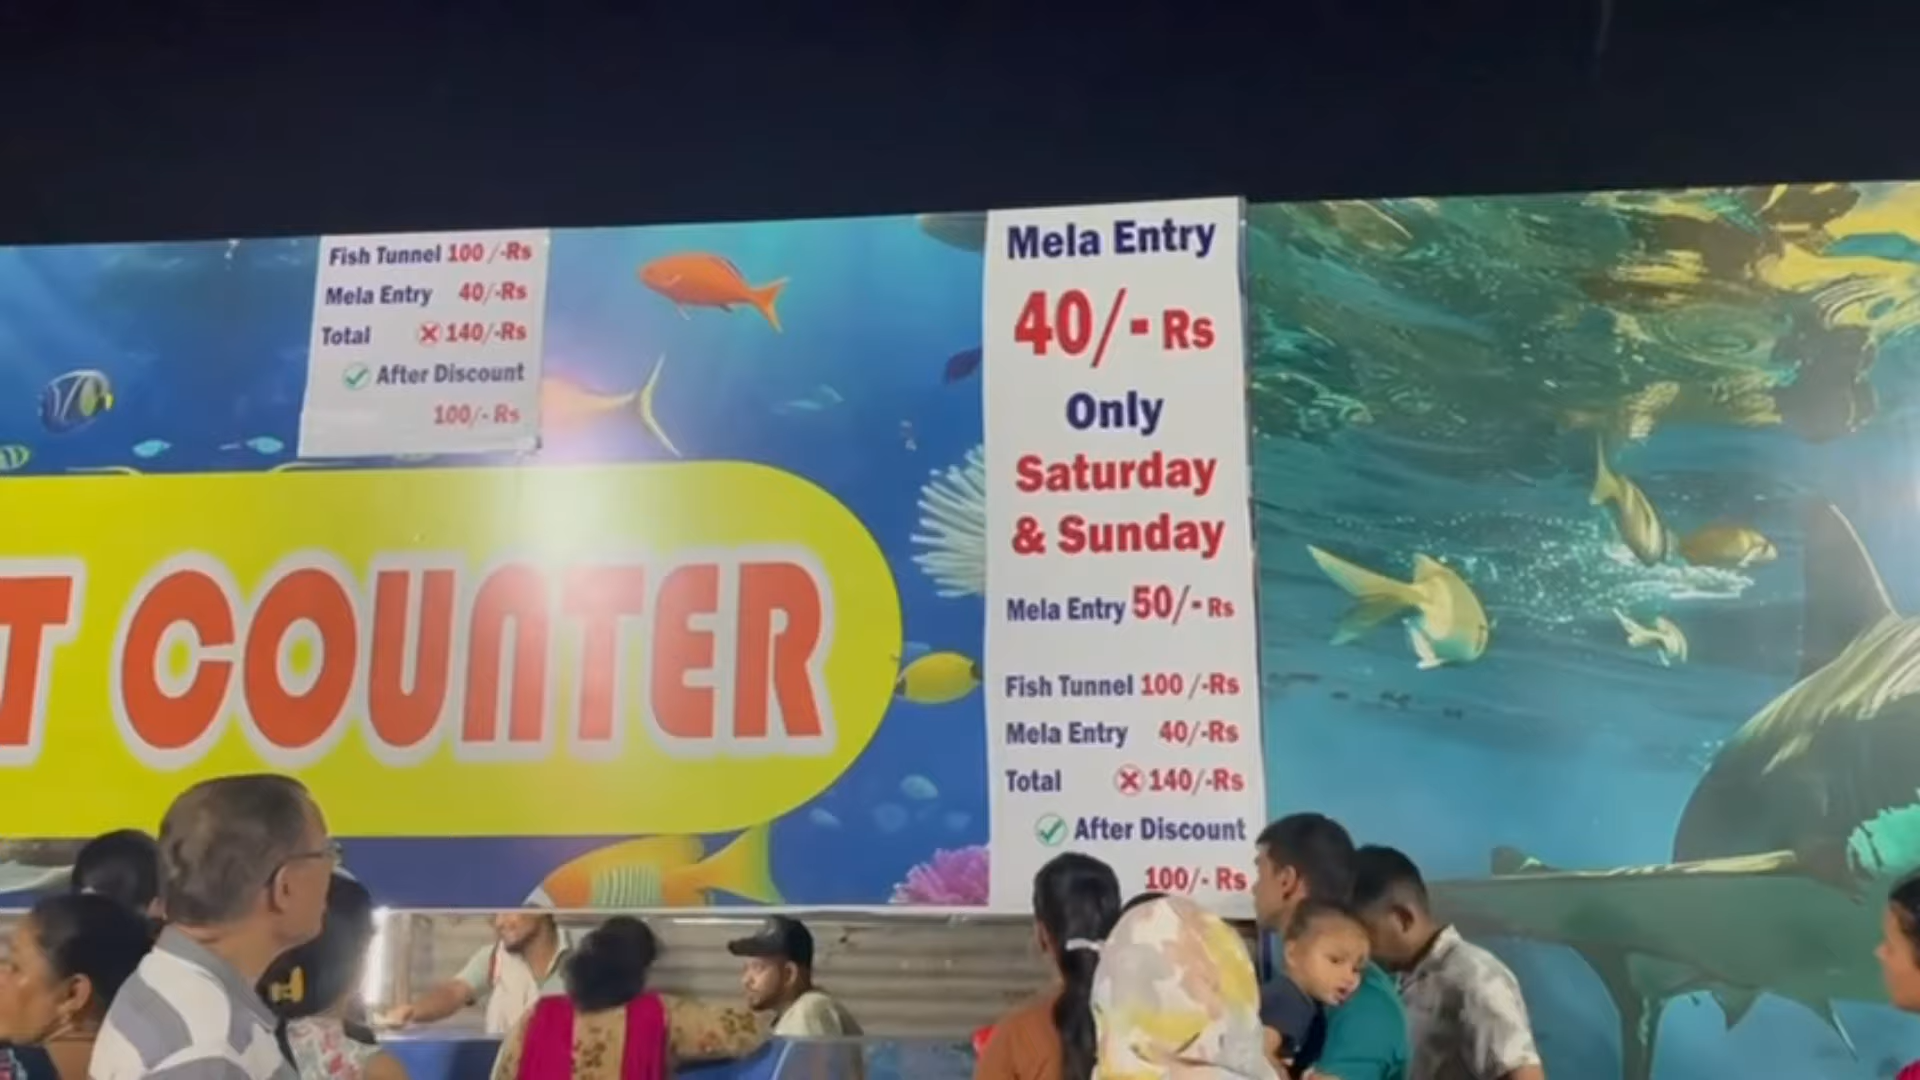 Fish Tunnel 100/-Rs
Mela Entry 40/-Rs
Total ❌ 140/-Rs
✅ After Discount
100/- Rs
T COUNTER
Mela Entry
40/- Rs
Only
Saturday
& Sunday
Mela Entry 50/- Rs
Fish Tunnel 100/-Rs
Mela Entry 40/-Rs
Total ❌ 140/-Rs
✅ After Discount
100/- Rs